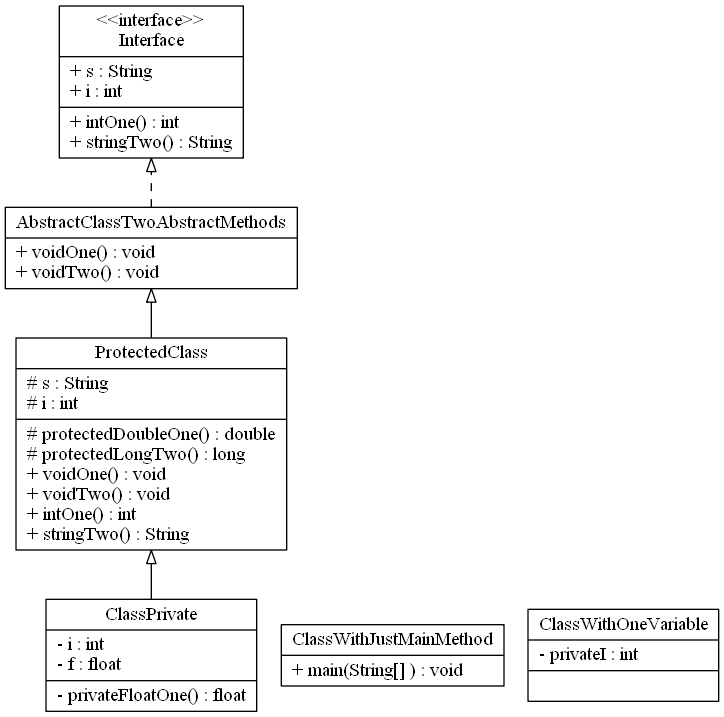 <<interface>>
Interface
+ s : String
+ i : int
+ intOne() : int
+ stringTwo() : String
AbstractClassTwoAbstractMethods
+ voidOne() : void
+ voidTwo() : void
ProtectedClass
# s : String
# i : int
# protectedDoubleOne() : double
# protectedLongTwo() : long
+ voidOne() : void
+ voidTwo() : void
+ intOne() : int
+ stringTwo() : String
ClassPrivate
- i : int
- f : float
- privateFloatOne() : float
ClassWithJustMainMethod
+ main(String[] ) : void
ClassWithOneVariable
- privateI : int